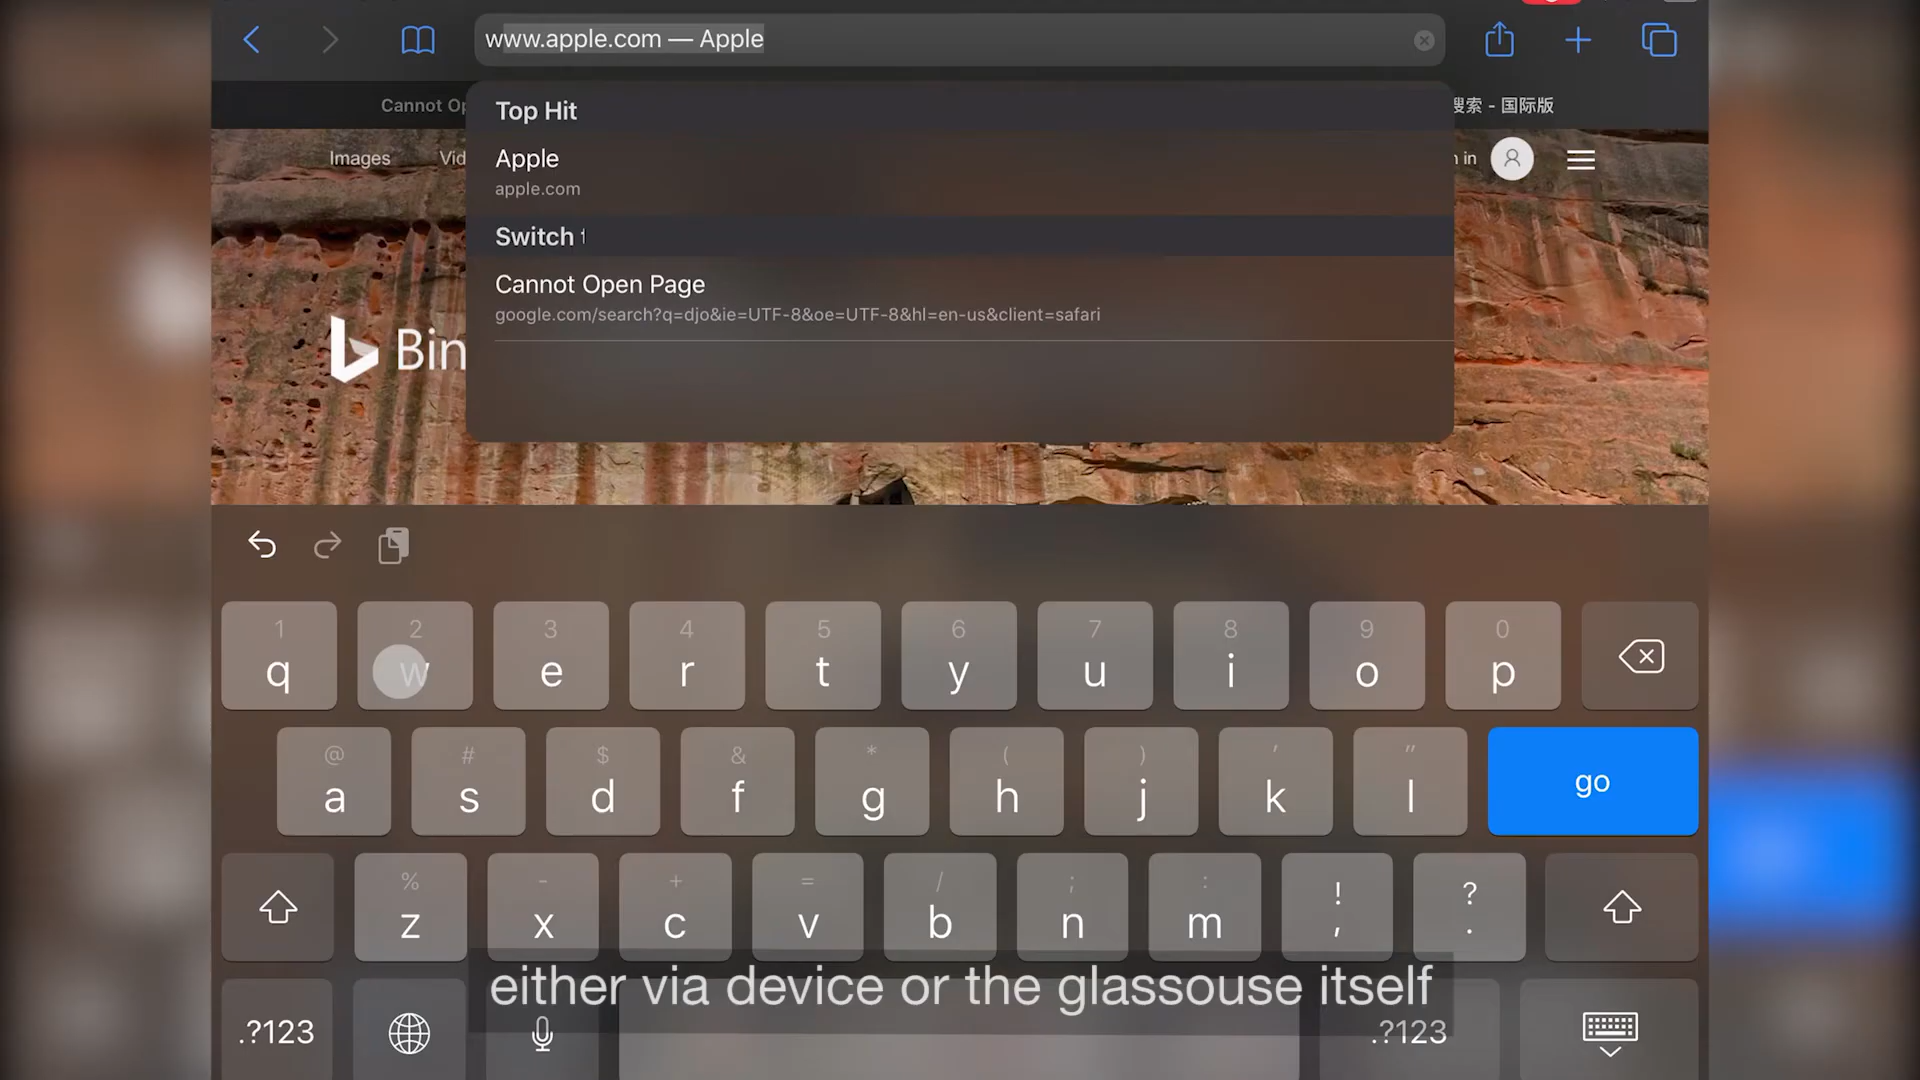 www.apple.com — Apple
Cannot Op
搜索 - 国际版
Top Hit
Apple
apple.com
Switch
Cannot Open Page
google.com/search?q=djo&ie=UTF-8&oe=UTF-8&hl=en-us&client=safari
Images Vid
n in
Bin
1 2 3 4 5 6 7 8 9 0
q w e r t y u i o p
@ # $ & * ( ) ' "
a s d f g h j k l go
% - + = / ; : ! ?
z x c v b n m , .
either via device or the glassouse itself
.?123 .?123